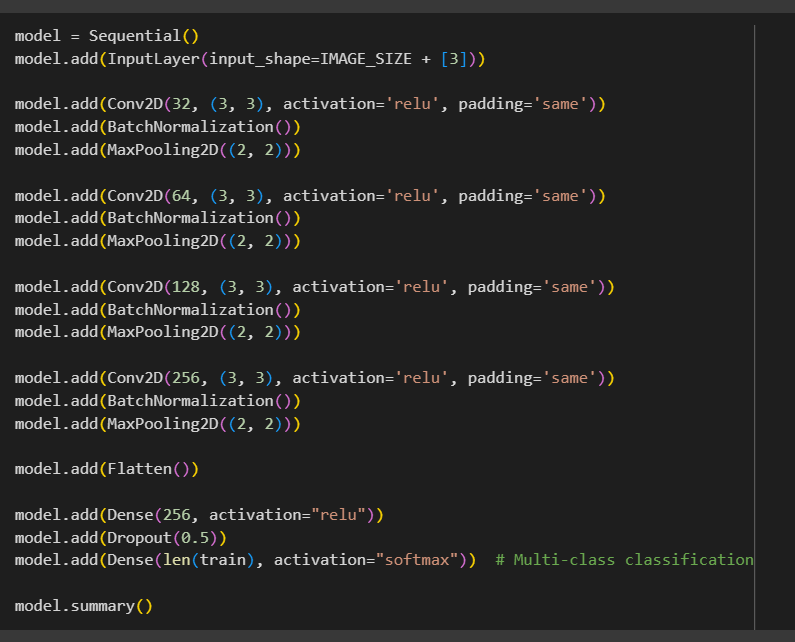 model = Sequential()
model.add(InputLayer(input_shape=IMAGE_SIZE + [3]))
model.add(Conv2D(32, (3, 3), activation='relu', padding='same'))
model.add(BatchNormalization())
model.add(MaxPooling2D((2, 2)))
model.add(Conv2D(64, (3, 3), activation='relu', padding='same'))
model.add(BatchNormalization())
model.add(MaxPooling2D((2, 2)))
model.add(Conv2D(128, (3, 3), activation='relu', padding='same'))
model.add(BatchNormalization())
model.add(MaxPooling2D((2, 2)))
model.add(Conv2D(256, (3, 3), activation='relu', padding='same'))
model.add(BatchNormalization())
model.add(MaxPooling2D((2, 2)))
model.add(Flatten())
model.add(Dense(256, activation="relu"))
model.add(Dropout(0.5))
model.add(Dense(len(train), activation="softmax"))  # Multi-class classification
model.summary()